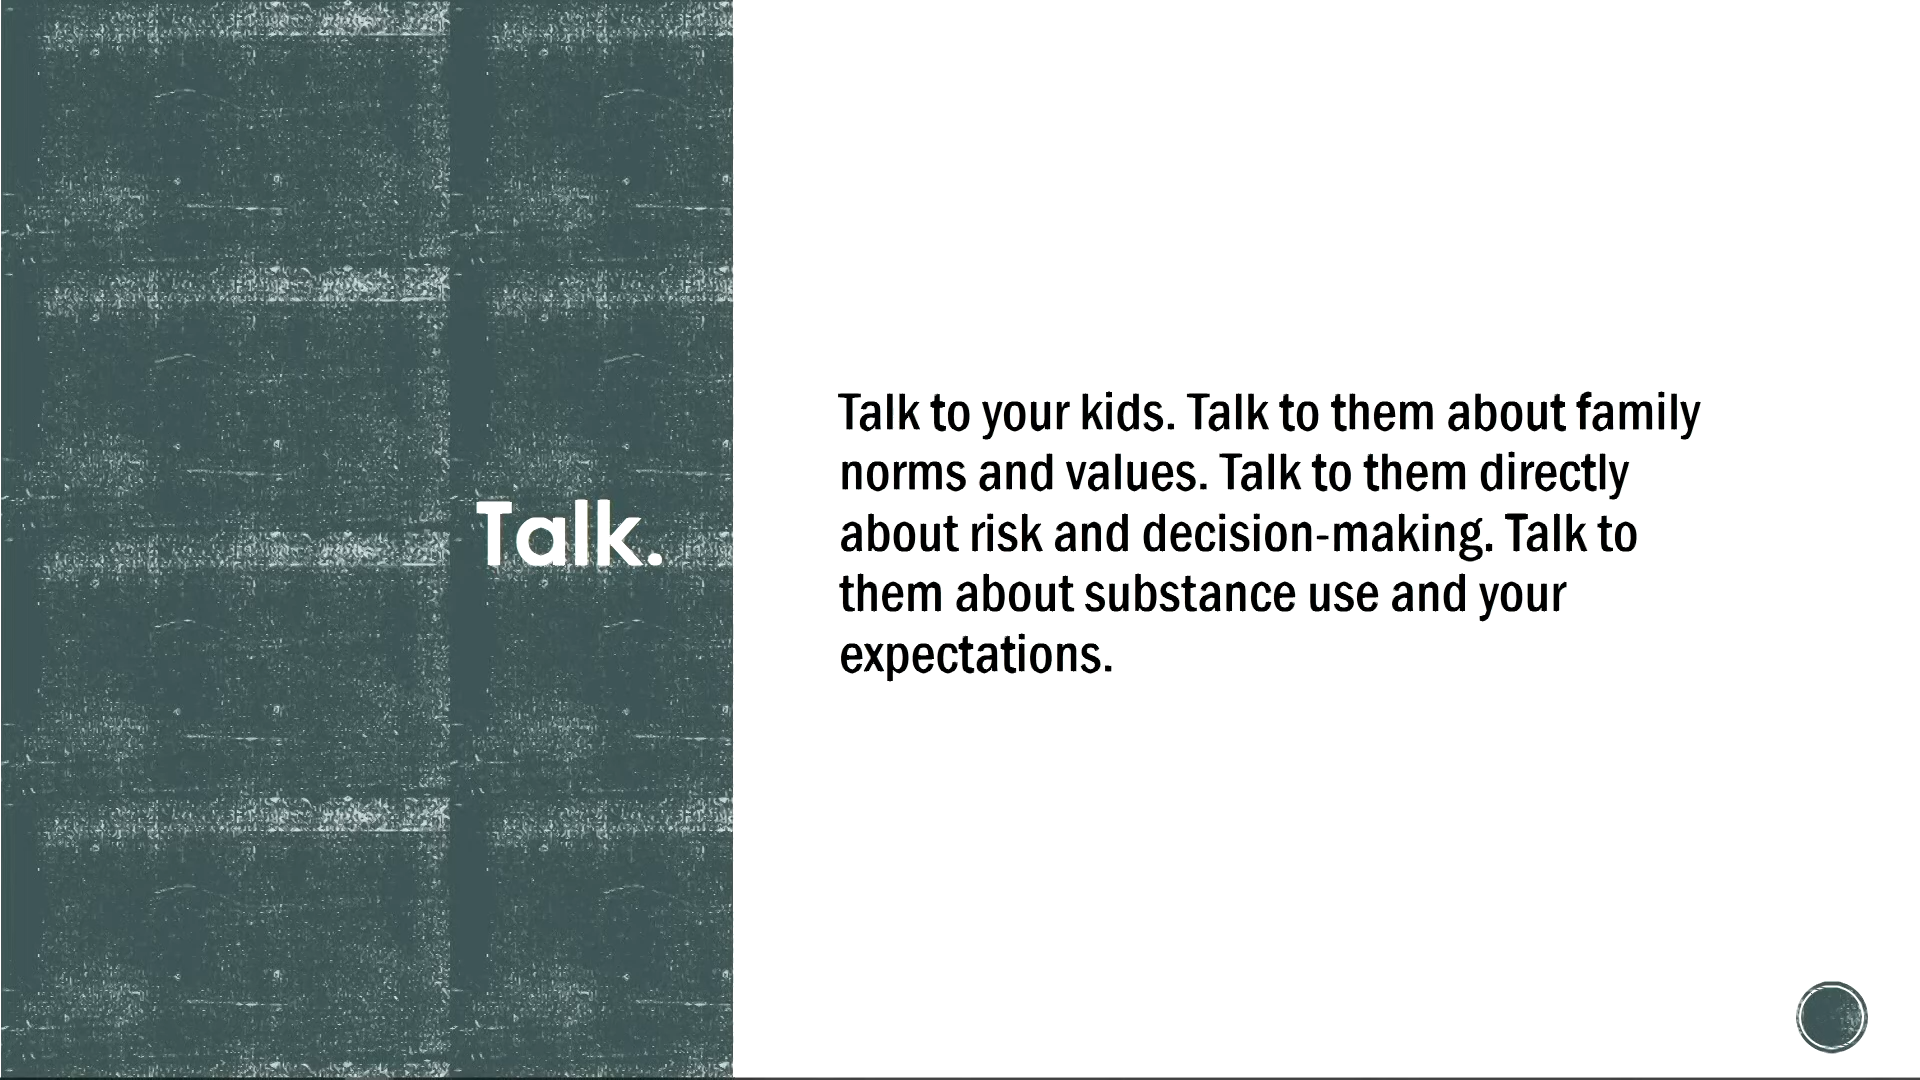 Talk.
Talk to your kids. Talk to them about family
norms and values. Talk to them directly
about risk and decision-making. Talk to
them about substance use and your
expectations.